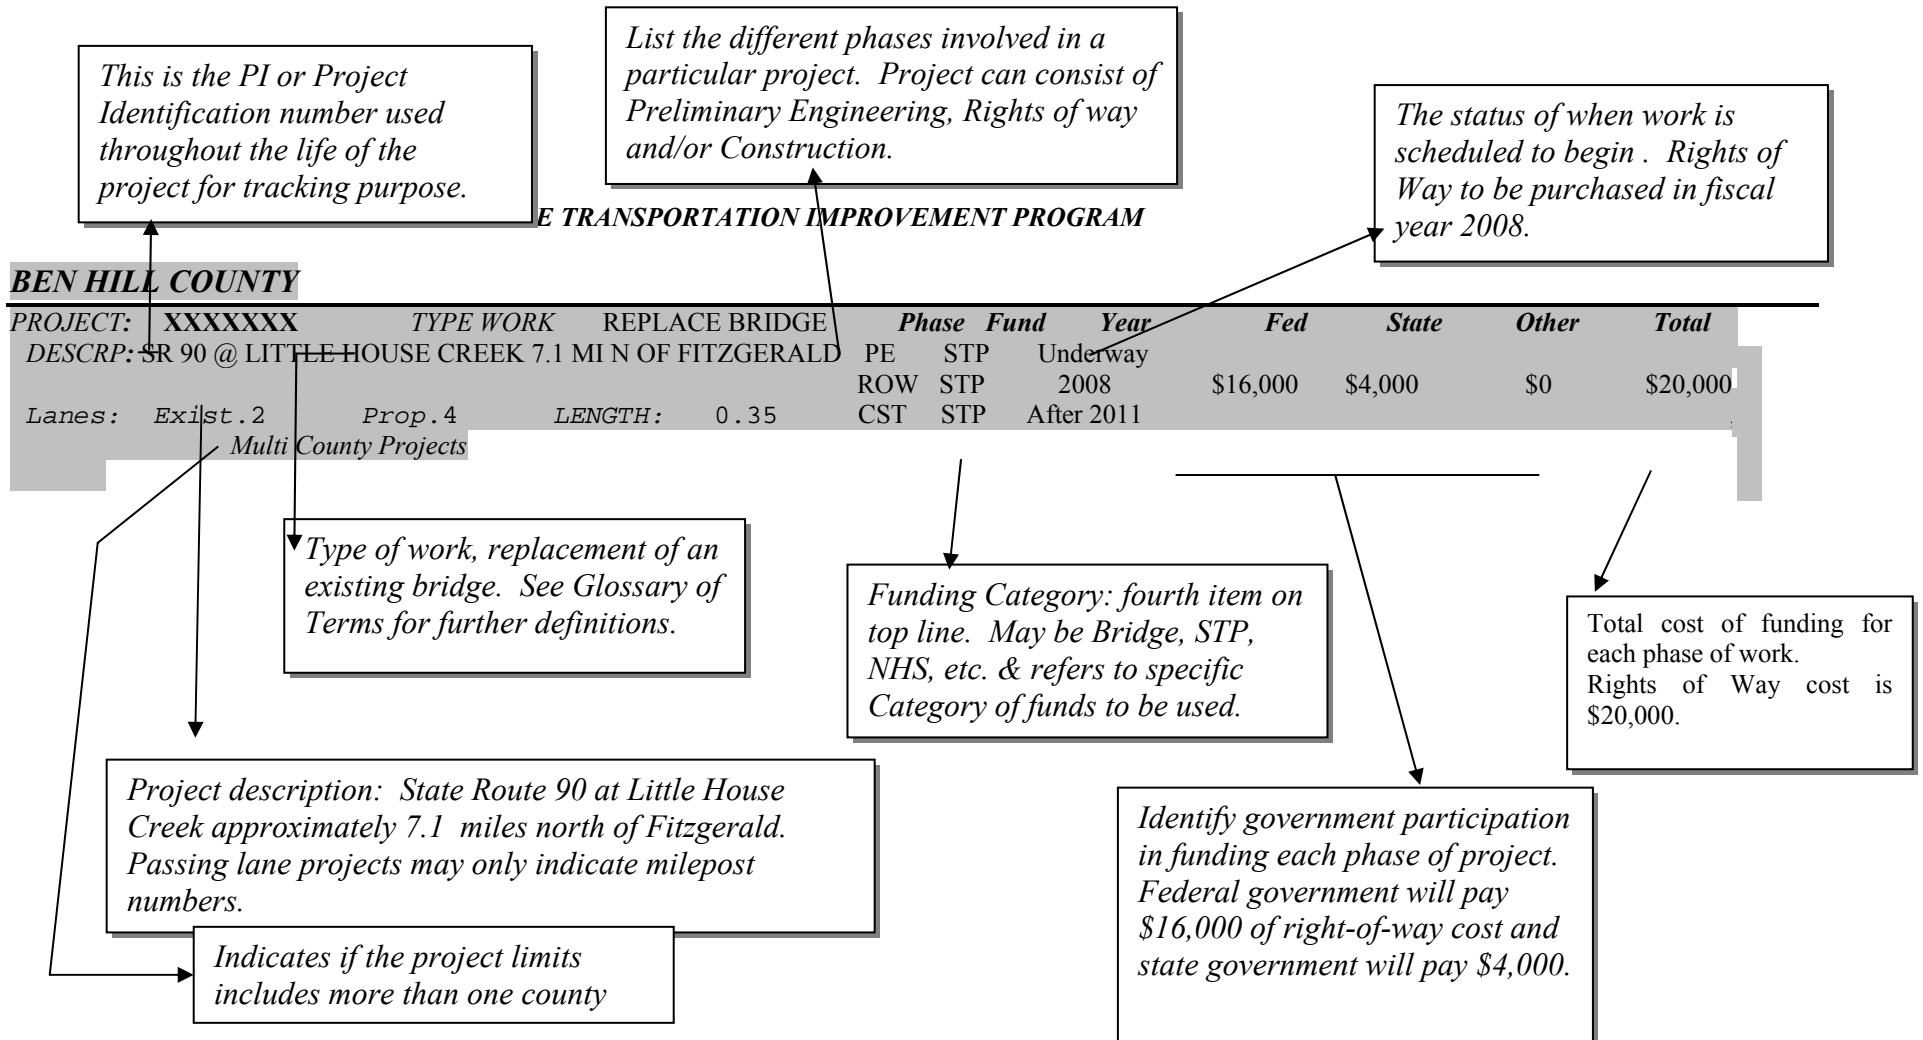 This is the PI or Project
Identification number used
throughout the life of the
project for tracking purpose.
List the different phases involved in a
particular project. Project can consist of
Preliminary Engineering, Rights of way
and/or Construction.
The status of when work is
scheduled to begin . Rights of
Way to be purchased in fiscal
year 2008.
E TRANSPORTATION IMPROVEMENT PROGRAM
BEN HILL COUNTY
PROJECT: XXXXXXX TYPE WORK REPLACE BRIDGE Phase Fund Year Fed State Other Total
DESCRP: SR 90 @ LITTLE HOUSE CREEK 7.1 MI N OF FITZGERALD PE STP Underway
ROW STP 2008 $16,000 $4,000 $0 $20,000
Lanes: Exist.2 Prop.4 LENGTH: 0.35 CST STP After 2011
Multi County Projects
Type of work, replacement of an
existing bridge. See Glossary of
Terms for further definitions.
Funding Category: fourth item on
top line. May be Bridge, STP,
NHS, etc. & refers to specific
Category of funds to be used.
Total cost of funding for
each phase of work.
Rights of Way cost is
$20,000.
Project description: State Route 90 at Little House
Creek approximately 7.1 miles north of Fitzgerald.
Passing lane projects may only indicate milepost
numbers.
Identify government participation
in funding each phase of project.
Federal government will pay
$16,000 of right-of-way cost and
state government will pay $4,000.
Indicates if the project limits
includes more than one county